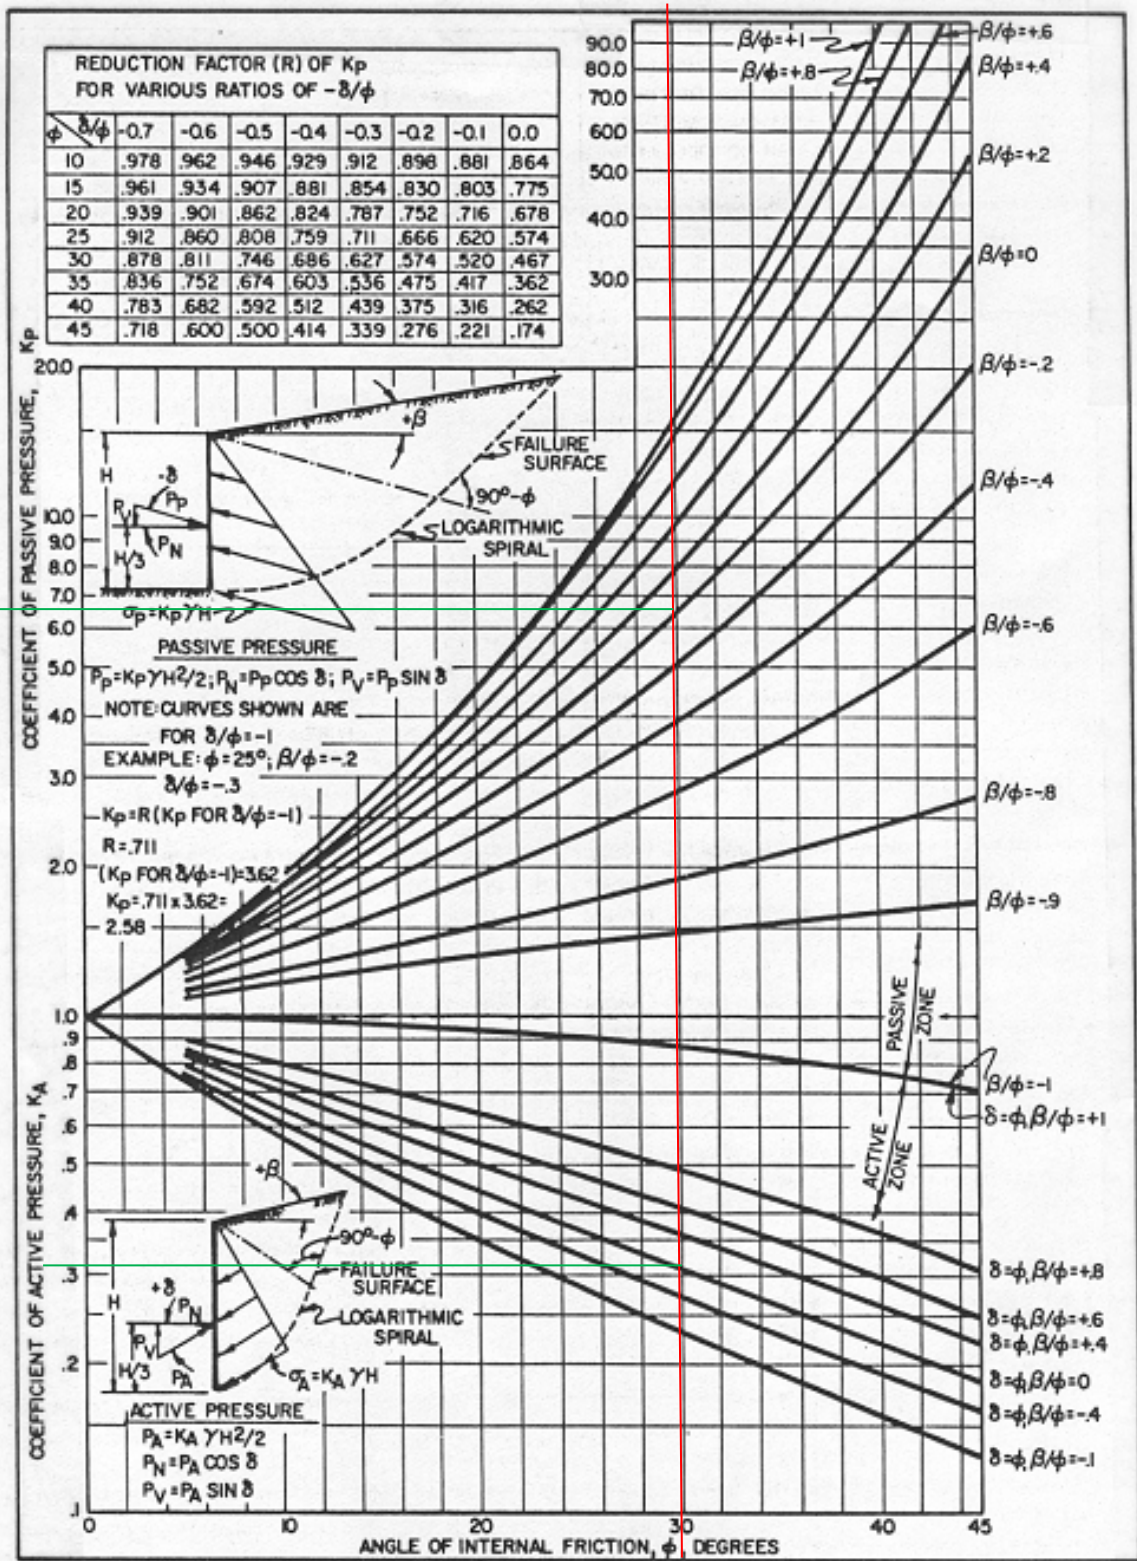 REDUCTION FACTOR (R) OF Kp
FOR VARIOUS RATIOS OF -δ/φ
φ δ/φ -0.7 -0.6 -0.5 -0.4 -0.3 -0.2 -0.1 0.0
10 .978 .962 .946 .929 .912 .898 .881 .864
15 .961 .934 .907 .881 .854 .830 .803 .775
20 .939 .901 .862 .824 .787 .752 .716 .678
25 .912 .860 .808 .759 .711 .666 .620 .574
30 .878 .811 .746 .686 .627 .574 .520 .467
35 .836 .752 .674 .603 .536 .475 .417 .362
40 .783 .682 .592 .512 .439 .375 .316 .262
45 .718 .600 .500 .414 .339 .276 .221 .174
90.0
80.0
70.0
600
50.0
40.0
30.0
20.0
10.0
9.0
8.0
7.0
6.0
5.0
4.0
3.0
2.0
1.0
.9
.8
.7
.6
.5
.4
.3
.2
.1
COEFFICIENT OF PASSIVE PRESSURE, Kp
COEFFICIENT OF ACTIVE PRESSURE, KA
β/φ=+1
β/φ=+.8
β/φ=+.6
β/φ=+.4
β/φ=+.2
β/φ=0
β/φ=-.2
β/φ=-.4
β/φ=-.6
β/φ=-.8
β/φ=-.9
β/φ=-1
δ=φ,β/φ=+1
δ=φ,β/φ=+.8
δ=φ,β/φ=+.6
δ=φ,β/φ=+.4
δ=φ,β/φ=0
δ=φ,β/φ=-.4
δ=φ,β/φ=-.1
PASSIVE
ZONE
ACTIVE
ZONE
+β
H
-δ
Pp
PN
H/3
FAILURE
SURFACE
90°-φ
LOGARITHMIC
SPIRAL
σp=KpγH
PASSIVE PRESSURE
Pp=KpγH2/2; PN=Pp COS δ; PV=Pp SIN δ
NOTE: CURVES SHOWN ARE
FOR δ/φ=-1
EXAMPLE: φ=25°; β/φ=-.2
δ/φ=-.3
Kp=R(Kp FOR δ/φ=-1)
R=.711
(Kp FOR δ/φ=-1)=3.62
Kp=.711x3.62=
2.58
+β
90°-φ
FAILURE
SURFACE
LOGARITHMIC
SPIRAL
H
+δ
PN
PV
H/3
PA
σA=KAγH
ACTIVE PRESSURE
PA=KAγH2/2
PN=PA COS δ
PV=PA SIN δ
0 10 20 30 40 45
ANGLE OF INTERNAL FRICTION, φ, DEGREES